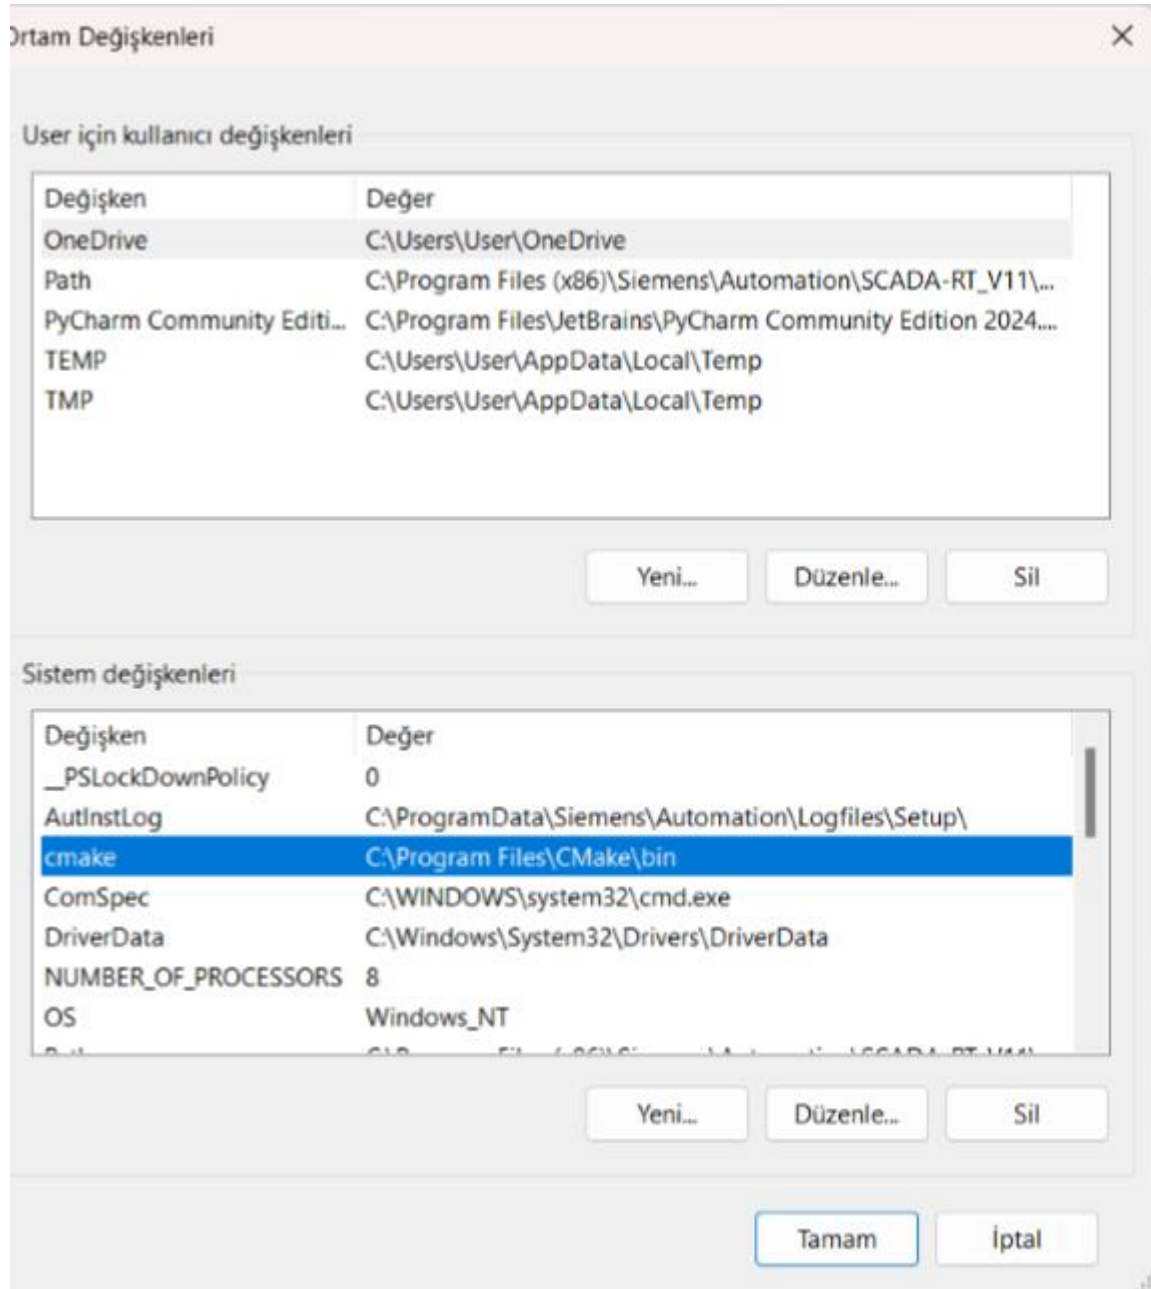 Ortam Değişkenleri
User için kullanıcı değişkenleri
Değişken Değer
OneDrive C:\Users\User\OneDrive
Path C:\Program Files (x86)\Siemens\Automation\SCADA-RT_V11\...
PyCharm Community Editi... C:\Program Files\JetBrains\PyCharm Community Edition 2024....
TEMP C:\Users\User\AppData\Local\Temp
TMP C:\Users\User\AppData\Local\Temp
Yeni... Düzenle... Sil
Sistem değişkenleri
Değişken Değer
__PSLockDownPolicy 0
AutInstLog C:\ProgramData\Siemens\Automation\Logfiles\Setup\
cmake C:\Program Files\CMake\bin
ComSpec C:\WINDOWS\system32\cmd.exe
DriverData C:\Windows\System32\Drivers\DriverData
NUMBER_OF_PROCESSORS 8
OS Windows_NT
Yeni... Düzenle... Sil
Tamam İptal